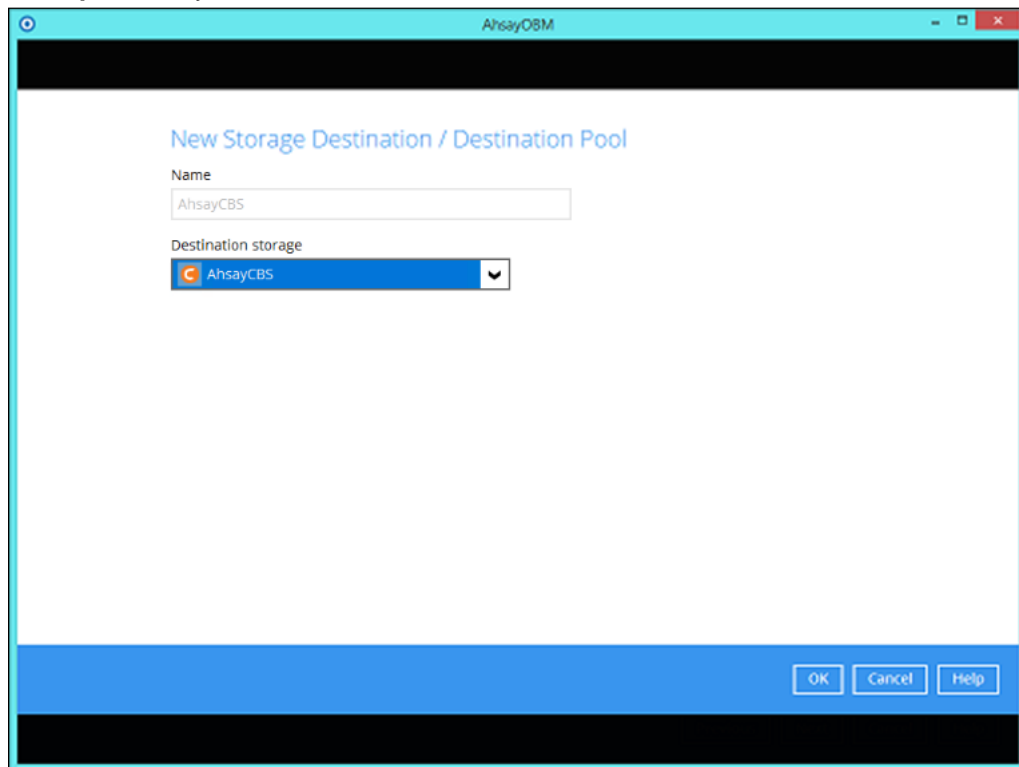 AhsayOBM
New Storage Destination / Destination Pool
Name
AhsayCBS
Destination storage
C AhsayCBS
OK Cancel Help